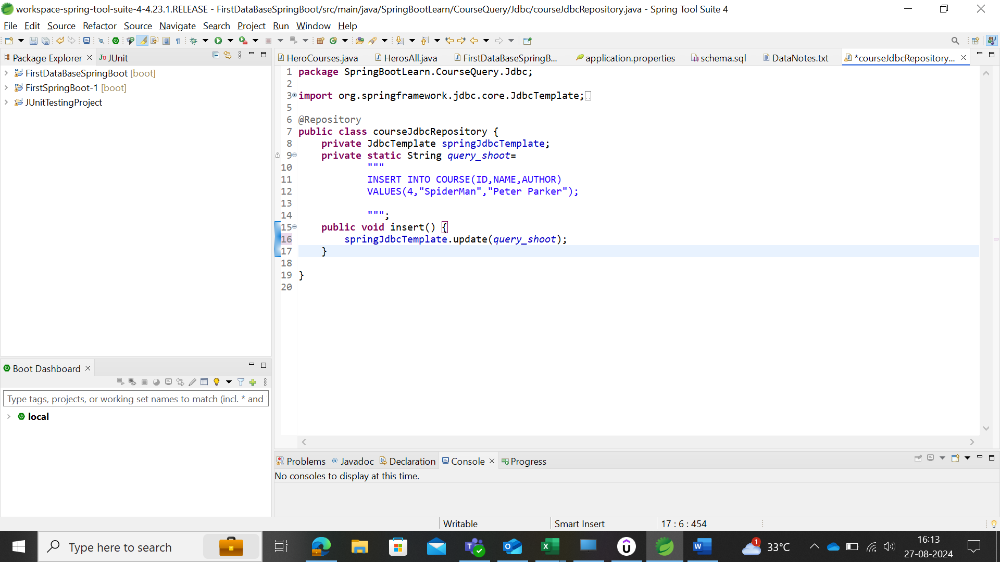 workspace-spring-tool-suite-4-4.23.1.RELEASE - FirstDataBaseSpringBoot/src/main/java/SpringBootLearn/CourseQuery/Jdbc/courseJdbcRepository.java - Spring Tool Suite 4
File Edit Source Refactor Source Navigate Search Project Run Window Help
Package Explorer JUnit
FirstDataBaseSpringBoot [boot]
FirstSpringBoot-1 [boot]
JUnitTestingProject
HeroCourses.java HerosAll.java FirstDataBaseSpringB... application.properties schema.sql DataNotes.txt *courseJdbcRepository...
1 package SpringBootLearn.CourseQuery.Jdbc;
2
3 import org.springframework.jdbc.core.JdbcTemplate;
5
6 @Repository
7 public class courseJdbcRepository {
8 private JdbcTemplate springJdbcTemplate;
9 private static String query_shoot=
10 """
11 INSERT INTO COURSE(ID,NAME,AUTHOR)
12 VALUES(4,"SpiderMan","Peter Parker");
13
14 """;
15 public void insert() {
16 springJdbcTemplate.update(query_shoot);
17 }
18
19 }
20
Boot Dashboard
Type tags, projects, or working set names to match (incl. * and
local
Problems @ Javadoc Declaration Console Progress
No consoles to display at this time.
Writable Smart Insert 17 : 6 : 454
Type here to search
1 33°C
16:13
27-08-2024